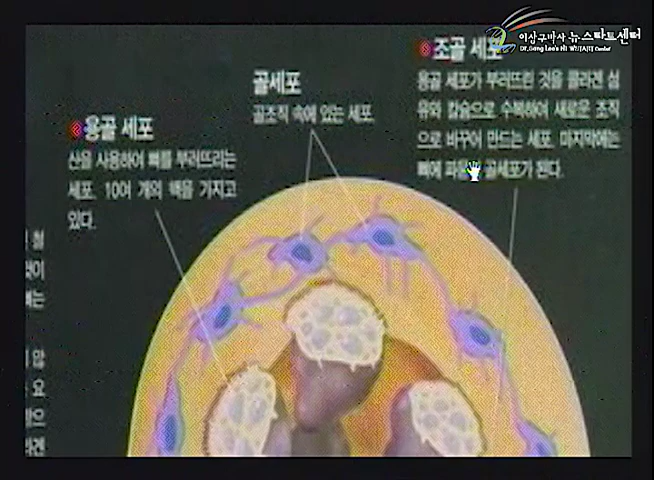 이상구박사 뉴스타트센터
조골 세포
용골 세포가 부러뜨린 것을 콜라겐 섬
유와 칼슘으로 수복하여 새로운 조직
으로 바꾸어 만드는 세포. 마지막에는
뼈에 골세포가 된다.
골세포
골조직 속에 있는 세포.
용골 세포
산을 사용하여 뼈를 부러뜨리는
세포. 10여 개의 핵을 가지고
있다.